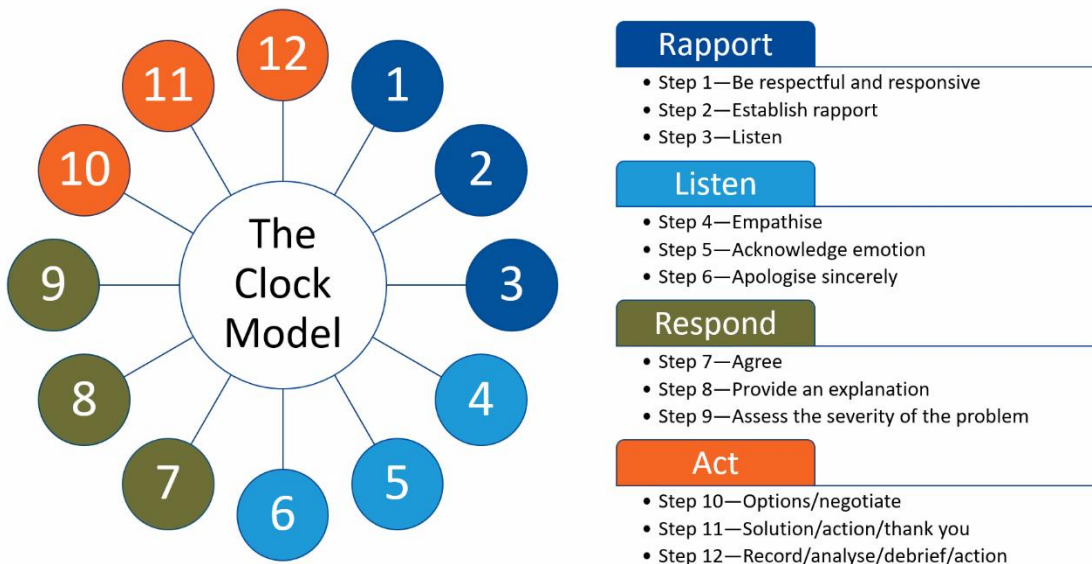 The
Clock
Model
12
1
2
3
4
5
6
7
8
9
10
11
Rapport
• Step 1—Be respectful and responsive
• Step 2—Establish rapport
• Step 3—Listen
Listen
• Step 4—Empathise
• Step 5—Acknowledge emotion
• Step 6—Apologise sincerely
Respond
• Step 7—Agree
• Step 8—Provide an explanation
• Step 9—Assess the severity of the problem
Act
• Step 10—Options/negotiate
• Step 11—Solution/action/thank you
• Step 12—Record/analyse/debrief/action